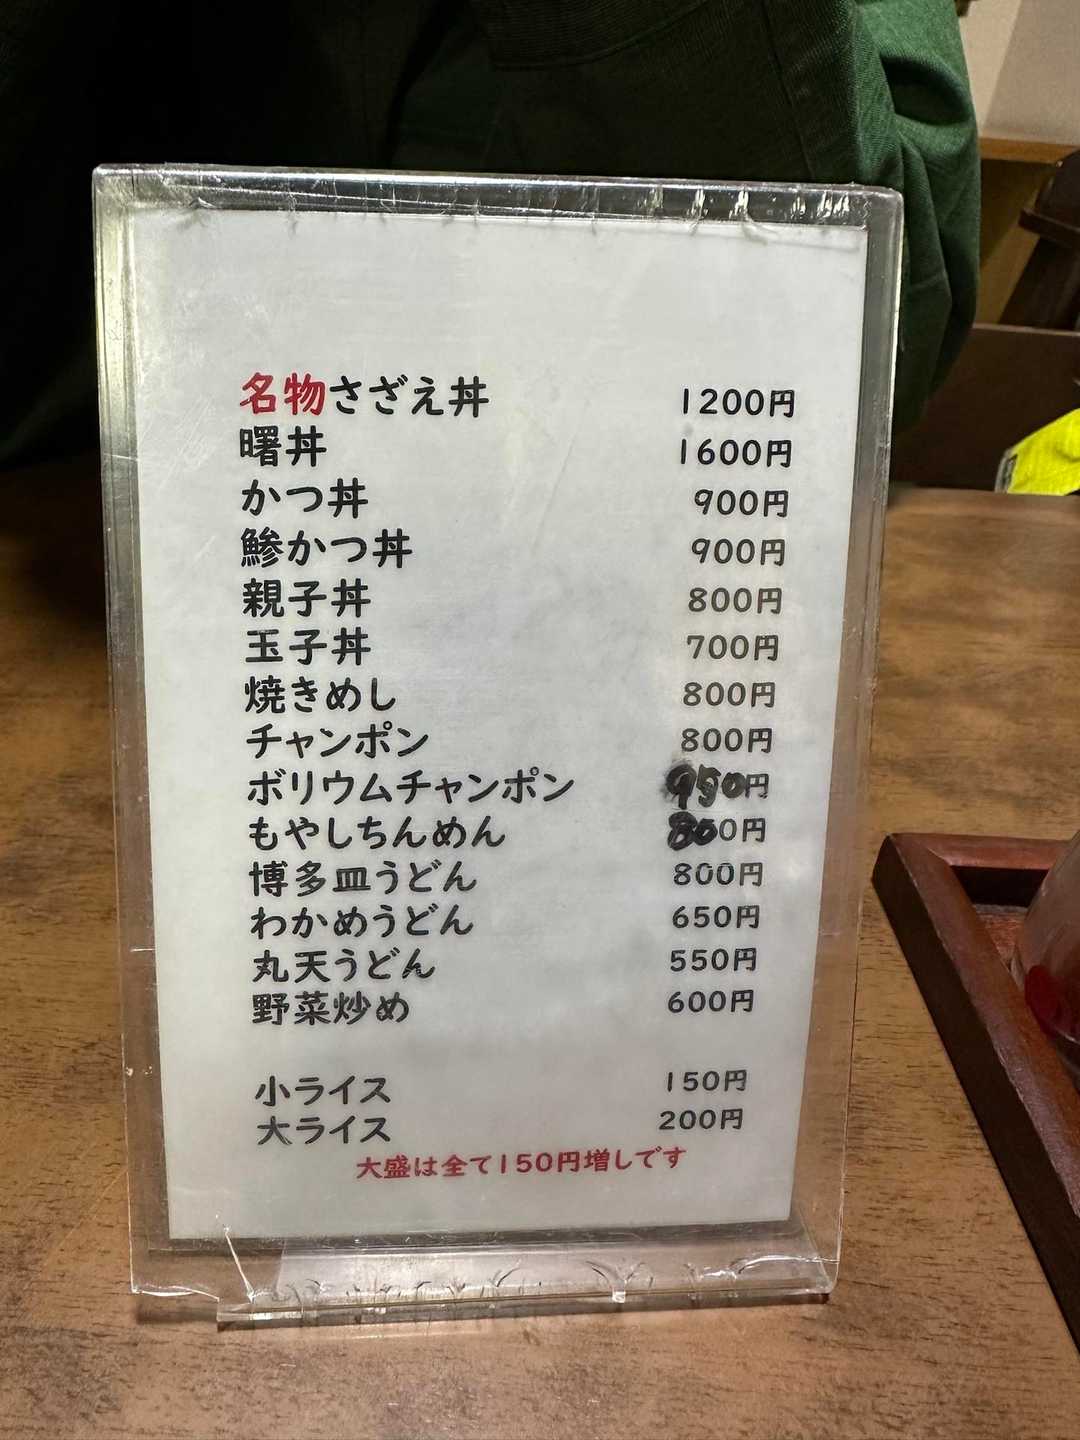 名物さざえ丼 1200円
曙丼 1600円
かつ丼 900円
鯵かつ丼 900円
親子丼 800円
玉子丼 700円
焼きめし 800円
チャンポン 800円
ボリウムチャンポン 950円
もやしちんめん 800円
博多皿うどん 800円
わかめうどん 650円
丸天うどん 550円
野菜炒め 600円
小ライス 150円
大ライス 200円
大盛は全て150円増しです